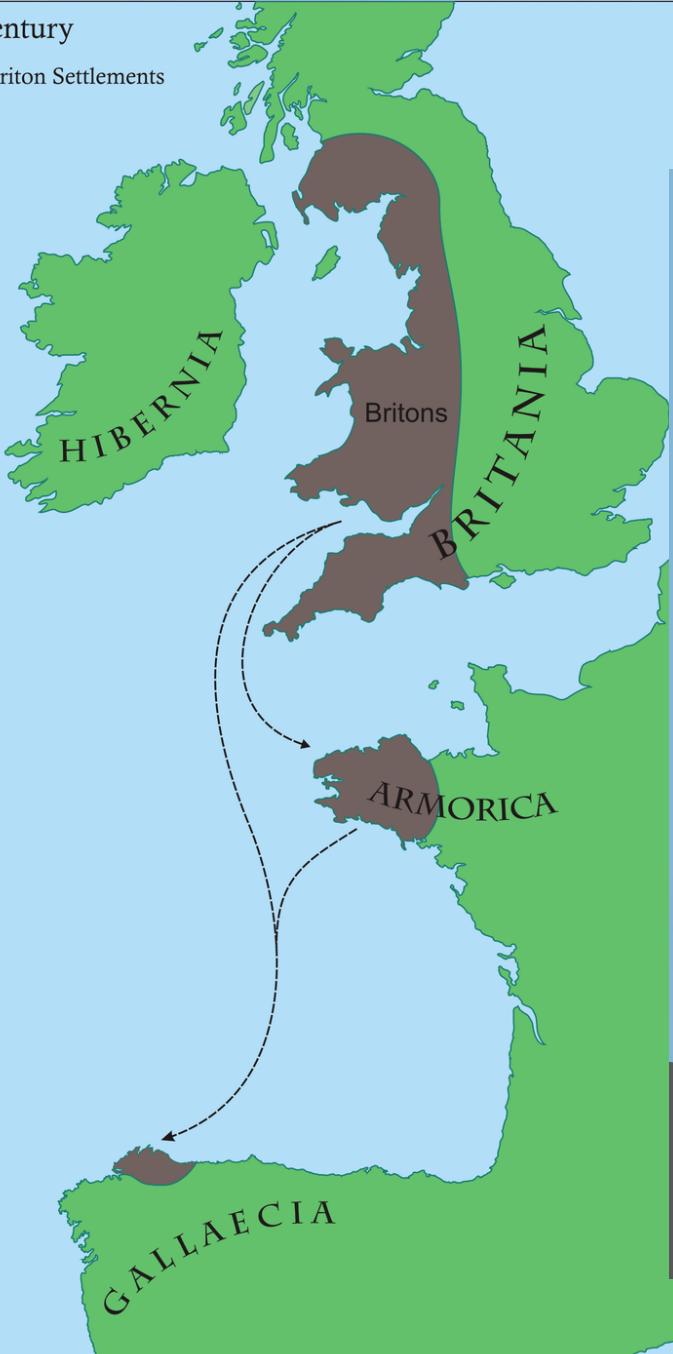 entury
riton Settlements
HIBERNIA
Britons
BRITANIA
ARMORICA
GALLAECIA